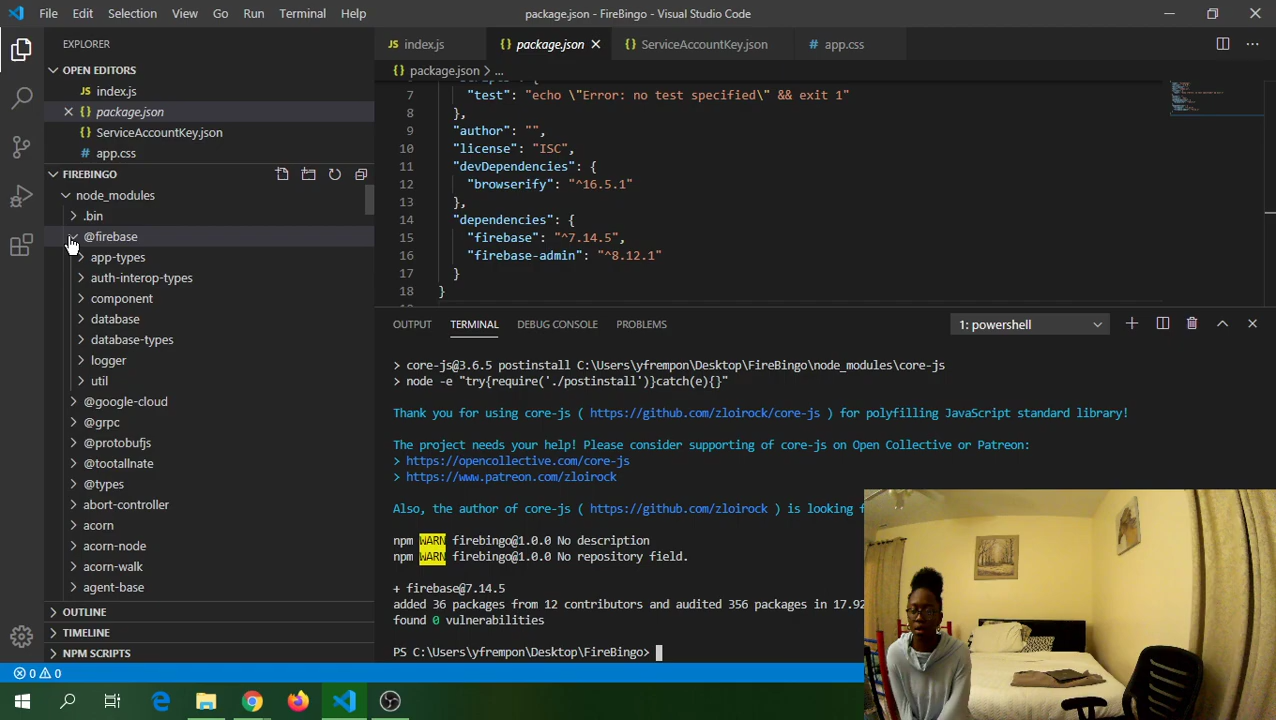 File Edit Selection View Go Run Terminal Help
package.json - FireBingo - Visual Studio Code
EXPLORER
OPEN EDITORS
index.js
package.json
ServiceAccountKey.json
app.css
FIREBINGO
node_modules
.bin
@firebase
app-types
auth-interop-types
component
database
database-types
logger
util
@google-cloud
@grpc
@protobufjs
@tootallnate
@types
abort-controller
acorn
acorn-node
acorn-walk
agent-base
OUTLINE
TIMELINE
NPM SCRIPTS
JS index.js {} package.json {} ServiceAccountKey.json # app.css
{} package.json > ...
7 "test": "echo \"Error: no test specified\" && exit 1"
8 },
9 "author": "",
10 "license": "ISC",
11 "devDependencies": {
12 "browserify": "^16.5.1"
13 },
14 "dependencies": {
15 "firebase": "^7.14.5",
16 "firebase-admin": "^8.12.1"
17 }
18 }
OUTPUT TERMINAL DEBUG CONSOLE PROBLEMS 1: powershell
> core-js@3.6.5 postinstall C:\Users\yfrempon\Desktop\FireBingo\node_modules\core-js
> node -e "try{require('./postinstall')}catch(e){}"
Thank you for using core-js ( https://github.com/zloirock/core-js ) for polyfilling JavaScript standard library!
The project needs your help! Please consider supporting of core-js on Open Collective or Patreon:
> https://opencollective.com/core-js
> https://www.patreon.com/zloirock
Also, the author of core-js ( https://github.com/zloirock ) is looking
npm WARN firebingo@1.0.0 No description
npm WARN firebingo@1.0.0 No repository field.
+ firebase@7.14.5
added 36 packages from 12 contributors and audited 356 packages in 17.92
found 0 vulnerabilities
PS C:\Users\yfrempon\Desktop\FireBingo>
0 0